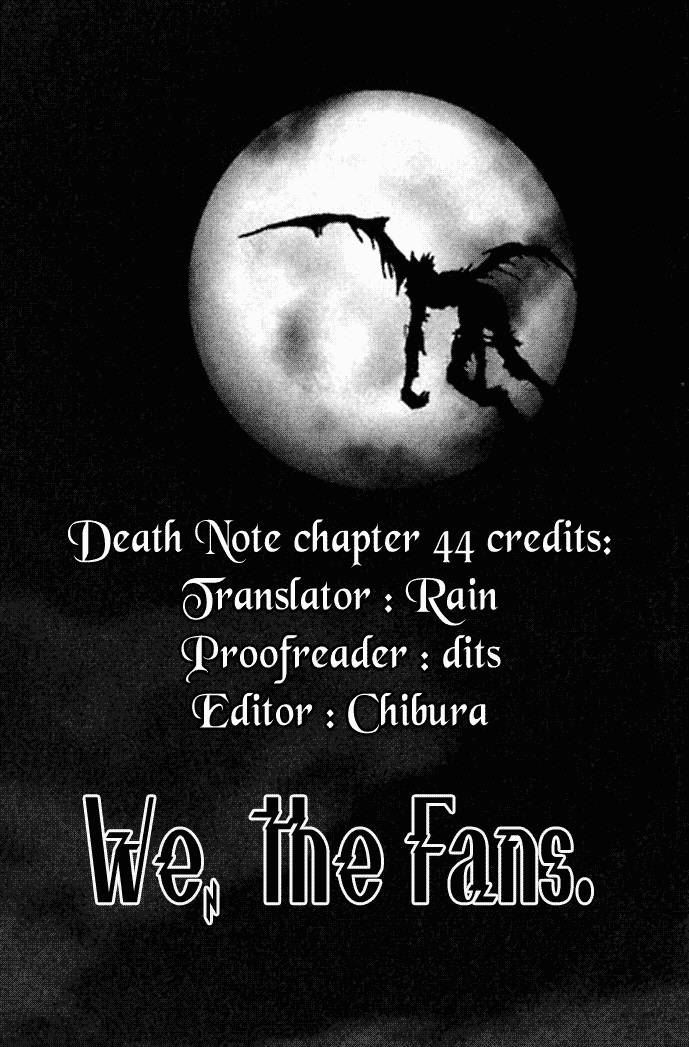 Death Note chapter 44 credits:
Translator : Rain
Proofreader : dits
Editor : Chibura
We, the Fans.